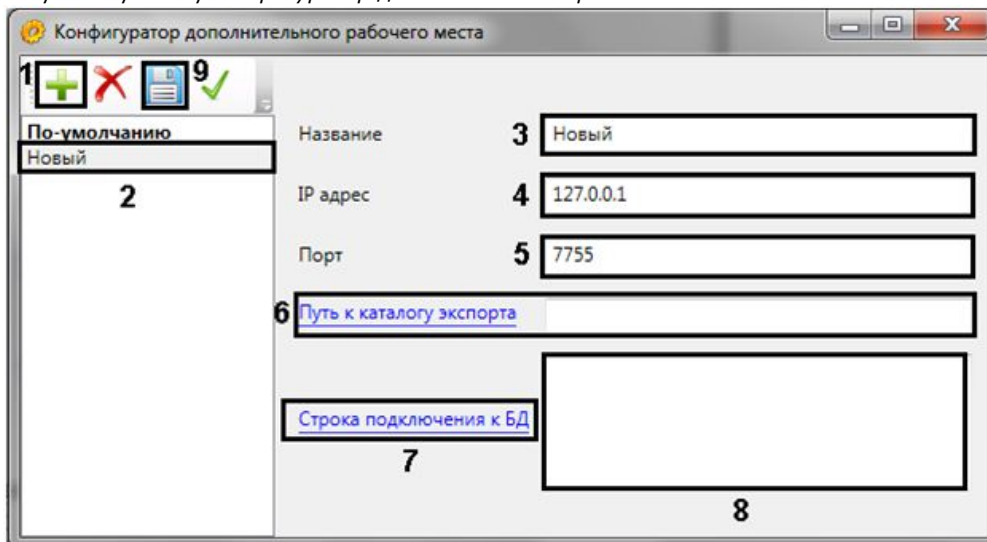 Конфигуратор дополнительного рабочего места
1
9
По-умолчанию
Новый
2
Название 3 Новый
IP адрес 4 127.0.0.1
Порт 5 7755
6 Путь к каталогу экспорта
Строка подключения к БД
7
8